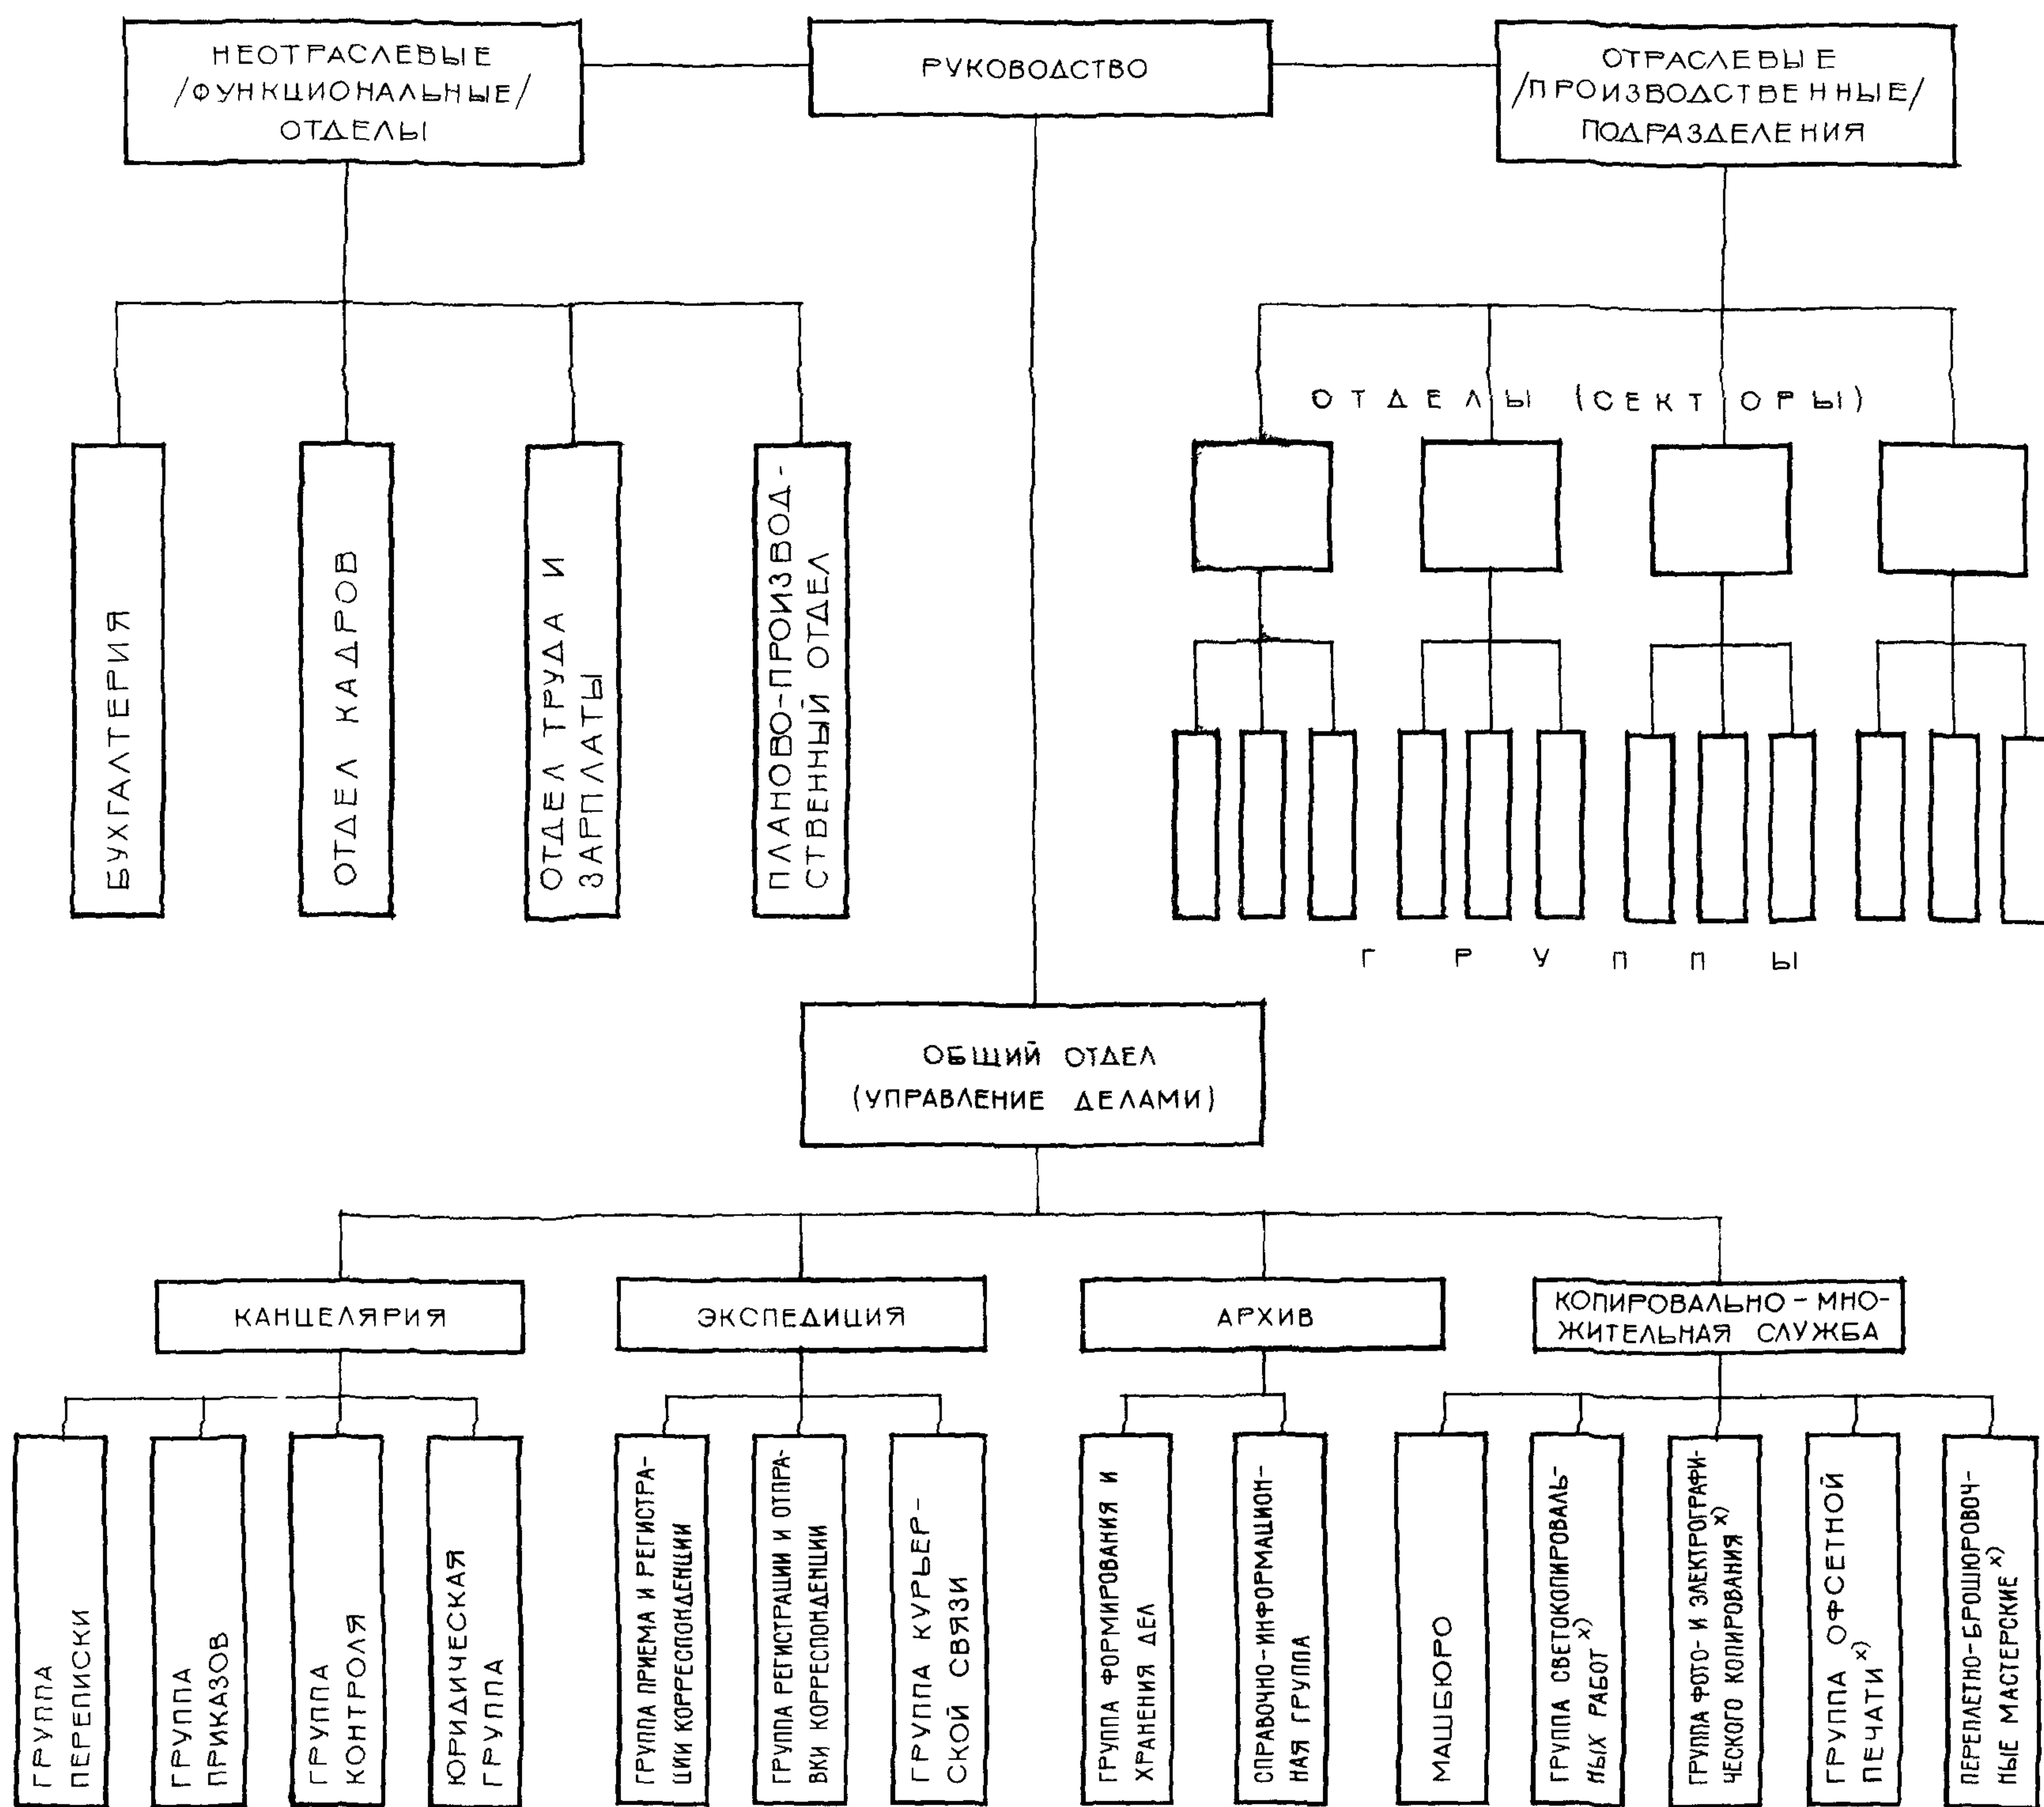 НЕОТРАСЛЕВЫЕ
/ФУНКЦИОНАЛЬНЫЕ/
ОТДЕЛЫ
РУКОВОДСТВО
ОТРАСЛЕВЫЕ
/ПРОИЗВОДСТВЕННЫЕ/
ПОДРАЗДЕЛЕНИЯ
ОТДЕЛЫ (СЕКТОРЫ)
БУХГАЛТЕРИЯ
ОТДЕЛ КАДРОВ
ОТДЕЛ ТРУДА И
ЗАРПЛАТЫ
ПЛАНОВО-ПРОИЗВОД-
СТВЕННЫЙ ОТДЕЛ
ГРУППЫ
ОБЩИЙ ОТДЕЛ
(УПРАВЛЕНИЕ ДЕЛАМИ)
КАНЦЕЛЯРИЯ
ЭКСПЕДИЦИЯ
АРХИВ
КОПИРОВАЛЬНО-МНО-
ЖИТЕЛЬНАЯ СЛУЖБА
ГРУППА
ПЕРЕПИСКИ
ГРУППА
ПРИКАЗОВ
ГРУППА
КОНТРОЛЯ
ЮРИДИЧЕСКАЯ
ГРУППА
ГРУППА ПРИЕМА И РЕГИСТРА-
ЦИИ КОРРЕСПОНДЕНЦИИ
ГРУППА РЕГИСТРАЦИИ И ОТПРА-
ВКИ КОРРЕСПОНДЕНЦИИ
ГРУППА КУРЬЕР-
СКОЙ СВЯЗИ
ГРУППА ФОРМИРОВАНИЯ И
ХРАНЕНИЯ ДЕЛ
СПРАВОЧНО-ИНФОРМАЦИОН-
НАЯ ГРУППА
МАШБЮРО
ГРУППА СВЕТОКОПИРОВАЛЬ-
НЫХ РАБОТ х)
ГРУППА ФОТО- И ЭЛЕКТРОГРАФИ-
ЧЕСКОГО КОПИРОВАНИЯ х)
ГРУППА ОФСЕТНОЙ
ПЕЧАТИ х)
ПЕРЕПЛЕТНО-БРОШЮРОВОЧ-
НЫЕ МАСТЕРСКИЕ х)